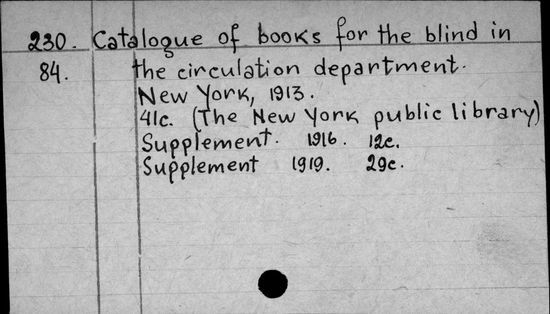 230. Catalogue of books for the blind in
84. the circulation department.
New York, 1913.
41c. (The New York public library)
Supplement. 1916. 12c.
Supplement 1919. 29c.